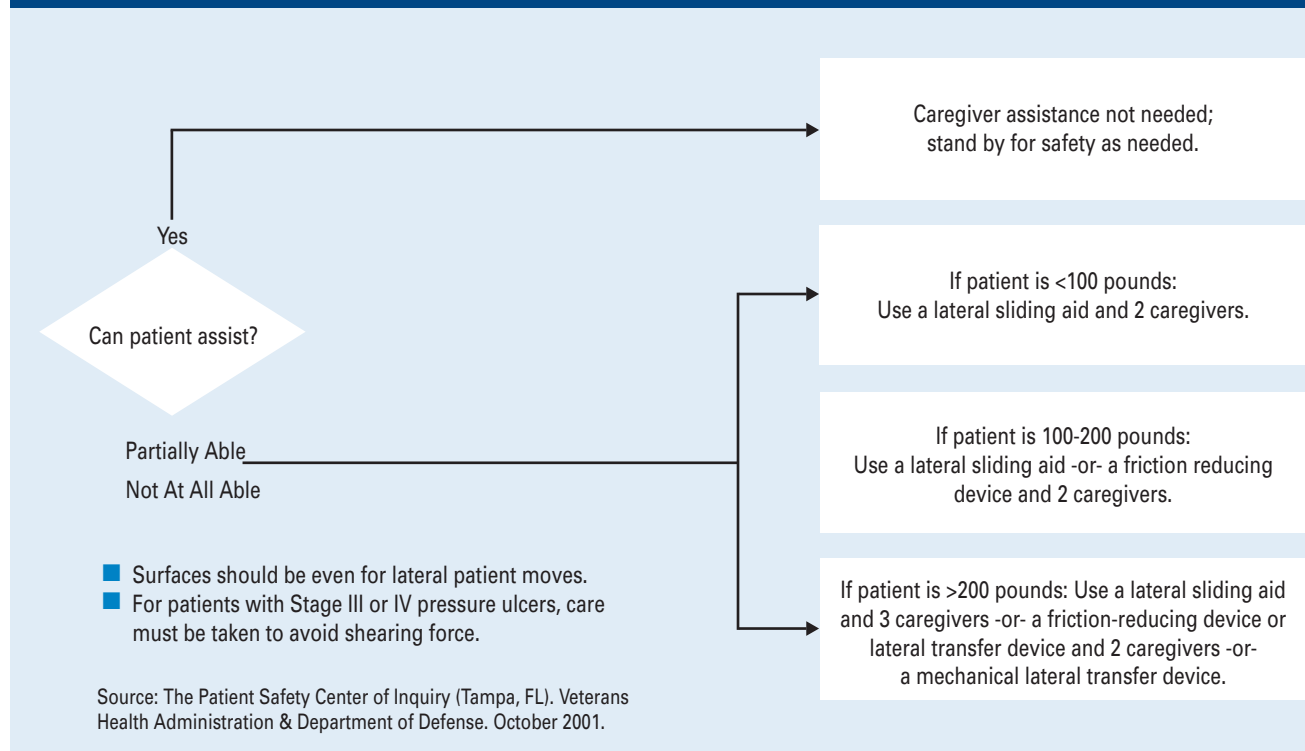 Caregiver assistance not needed;
stand by for safety as needed.
Yes
Can patient assist?
If patient is <100 pounds:
Use a lateral sliding aid and 2 caregivers.
Partially Able
Not At All Able
If patient is 100-200 pounds:
Use a lateral sliding aid -or- a friction reducing
device and 2 caregivers.
If patient is >200 pounds: Use a lateral sliding aid
and 3 caregivers -or- a friction-reducing device or
lateral transfer device and 2 caregivers -or-
a mechanical lateral transfer device.
Surfaces should be even for lateral patient moves.
For patients with Stage III or IV pressure ulcers, care
must be taken to avoid shearing force.
Source: The Patient Safety Center of Inquiry (Tampa, FL). Veterans
Health Administration & Department of Defense. October 2001.